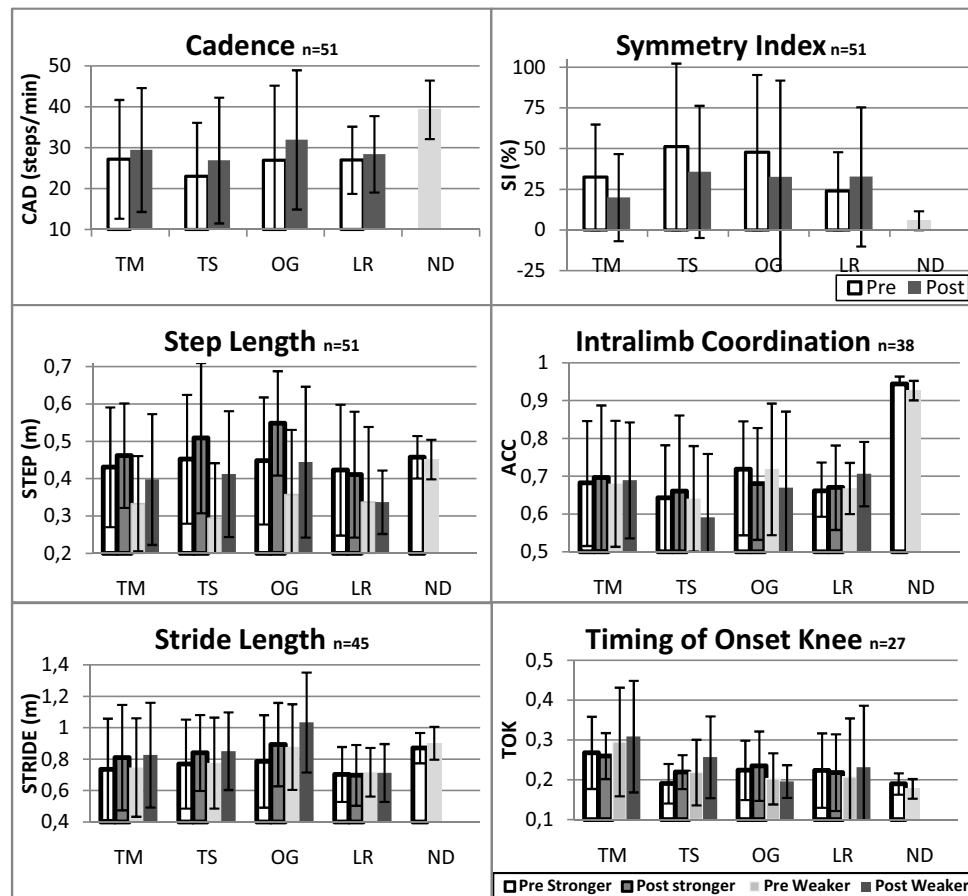 Cadence n=51
50
40
30
20
10
CAD (steps/min)
TM TS OG LR ND
Symmetry Index n=51
100
75
50
25
0
-25
SI (%)
TM TS OG LR ND
Pre Post
Step Length n=51
0,7
0,6
0,5
0,4
0,3
0,2
STEP (m)
TM TS OG LR ND
Intralimb Coordination n=38
1
0,9
0,8
0,7
0,6
0,5
ACC
TM TS OG LR ND
Stride Length n=45
1,4
1,2
1
0,8
0,6
0,4
STRIDE (m)
TM TS OG LR ND
Timing of Onset Knee n=27
0,5
0,4
0,3
0,2
0,1
TOK
TM TS OG LR ND
Pre Stronger Post stronger Pre Weaker Post Weaker